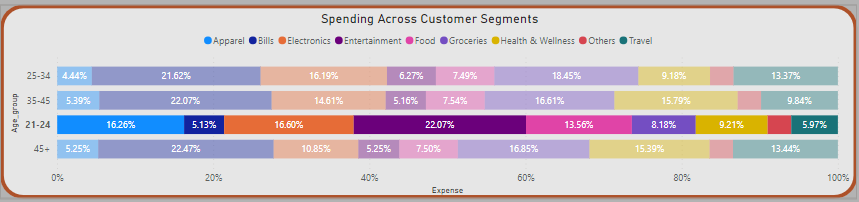 Spending Across Customer Segments
Apparel Bills Electronics Entertainment Food Groceries Health & Wellness Others Travel
25-34 4.44% 21.62% 16.19% 6.27% 7.49% 18.45% 9.18% 13.37%
35-45 5.39% 22.07% 14.61% 5.16% 7.54% 16.61% 15.79% 9.84%
21-24 16.26% 5.13% 16.60% 22.07% 13.56% 8.18% 9.21% 5.97%
45+ 5.25% 22.47% 10.85% 5.25% 7.50% 16.85% 15.39% 13.44%
Age_group
0% 20% 40% 60% 80% 100%
Expense